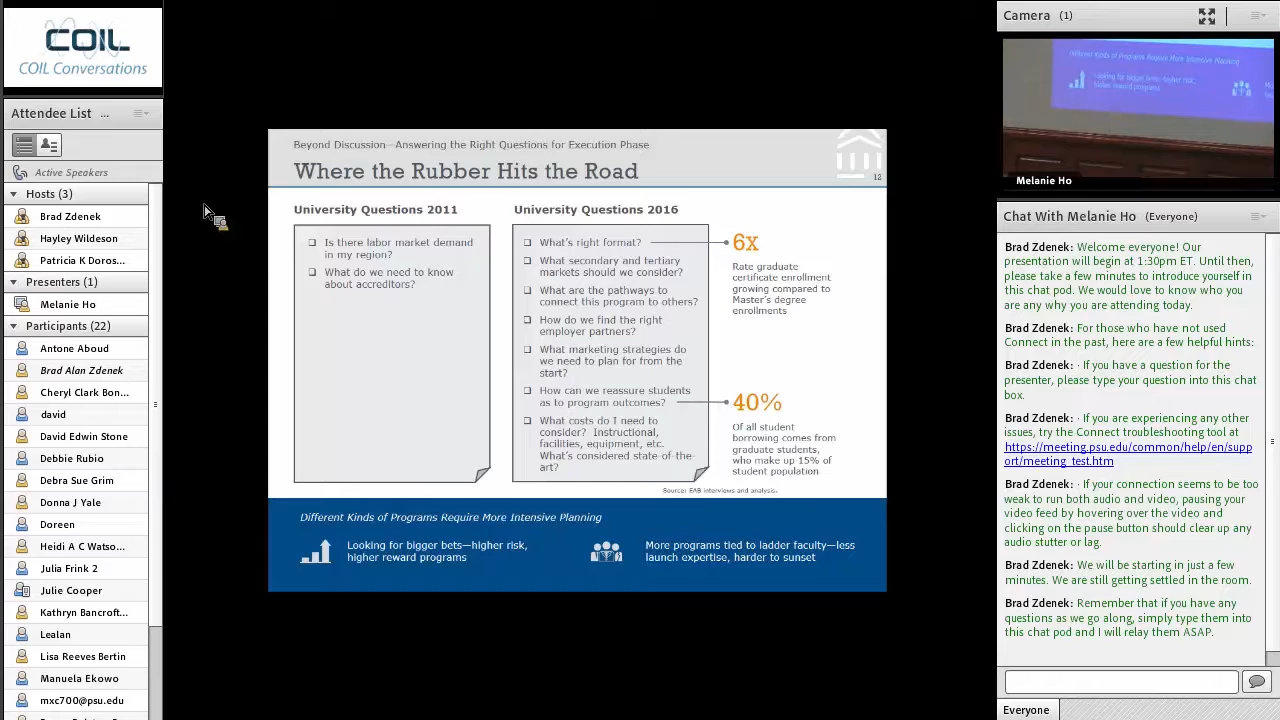 COIL
COIL Conversations
Attendee List ...
Active Speakers
Hosts (3)
Brad Zdenek
Hayley Wildeson
Patricia K Doros...
Presenters (1)
Melanie Ho
Participants (22)
Antone Aboud
Brad Alan Zdenek
Cheryl Clark Bon...
david
David Edwin Stone
Debbie Rubio
Debra Sue Grim
Donna J Yale
Doreen
Heidi A C Watso...
Julia Frink 2
Julie Cooper
Kathryn Bancroft...
Lealan
Lisa Reeves Bertin
Manuela Ekowo
mxc700@psu.edu
Beyond Discussion—Answering the Right Questions for Execution Phase
Where the Rubber Hits the Road
12
University Questions 2011
Is there labor market demand
in my region?
What do we need to know
about accreditors?
University Questions 2016
What's right format?
What secondary and tertiary
markets should we consider?
What are the pathways to
connect this program to others?
How do we find the right
employer partners?
What marketing strategies do
we need to plan for from the
start?
How can we reassure students
as to program outcomes?
What costs do I need to
consider? Instructional,
facilities, equipment, etc.
What's considered state-of-the-
art?
6x
Rate graduate
certificate enrollment
growing compared to
Master's degree
enrollments
40%
Of all student
borrowing comes from
graduate students,
who make up 15% of
student population
Source: EAB interviews and analysis.
Different Kinds of Programs Require More Intensive Planning
Looking for bigger bets—higher risk,
higher reward programs
More programs tied to ladder faculty—less
launch expertise, harder to sunset
Camera (1)
Different Kinds of Programs Require More Intensive Planning
Looking for bigger bets—higher risk,
higher reward programs
Melanie Ho
Chat With Melanie Ho (Everyone)
Brad Zdenek: Welcome everyone! Our
presentation will begin at 1:30pm ET. Until then,
please take a few minutes to introduce yourself in
this chat pod. We would love to know who you
are any why you are attending today.
Brad Zdenek: For those who have not used
Connect in the past, here are a few helpful hints:
Brad Zdenek: · If you have a question for the
presenter, please type your question into this chat
box.
Brad Zdenek: · If you are experiencing any other
issues, try the Connect troubleshooting tool at
https://meeting.psu.edu/common/help/en/supp
ort/meeting_test.htm
Brad Zdenek: · If your connection seems to be too
weak to run both audio and video, pausing your
video feed by hovering over the video and
clicking on the pause button should clear up any
audio stutter or lag.
Brad Zdenek: We will be starting in just a few
minutes. We are still getting settled in the room.
Brad Zdenek: Remember that if you have any
questions as we go along, simply type them into
this chat pod and I will relay them ASAP.
Everyone